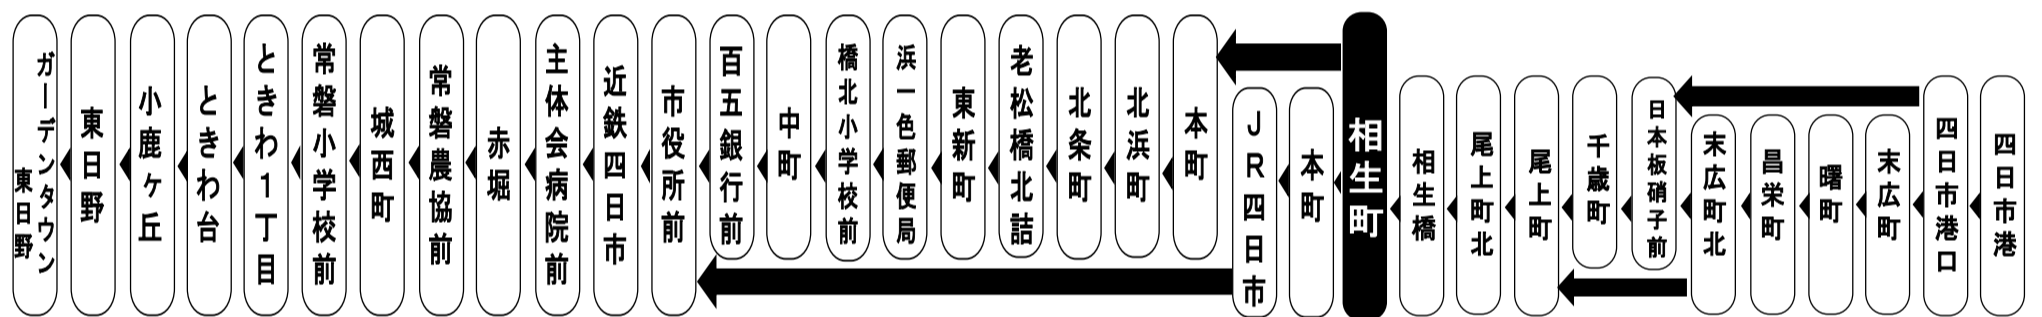 四日市港
四日市港口
末広町
曙町
昌栄町
末広町北
日本板硝子前
千歳町
尾上町
尾上町北
相生橋
相生町
本町
JR四日市
本町
北浜町
北条町
老松橋北詰
東新町
浜一色郵便局
橋北小学校前
中町
百五銀行前
市役所前
近鉄四日市
主体会病院前
赤堀
常磐農協前
城西町
常磐小学校前
ときわ1丁目
ときわ台
小鹿ヶ丘
東日野
ガーデンタウン
東日野